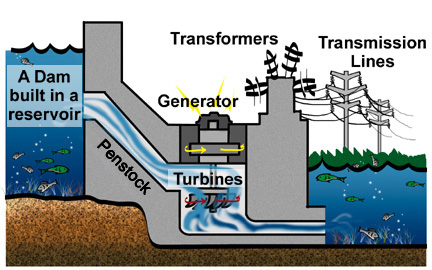 Transformers
Transmission
Lines
A Dam
built in a
reservoir
Generator
Penstock
Turbines